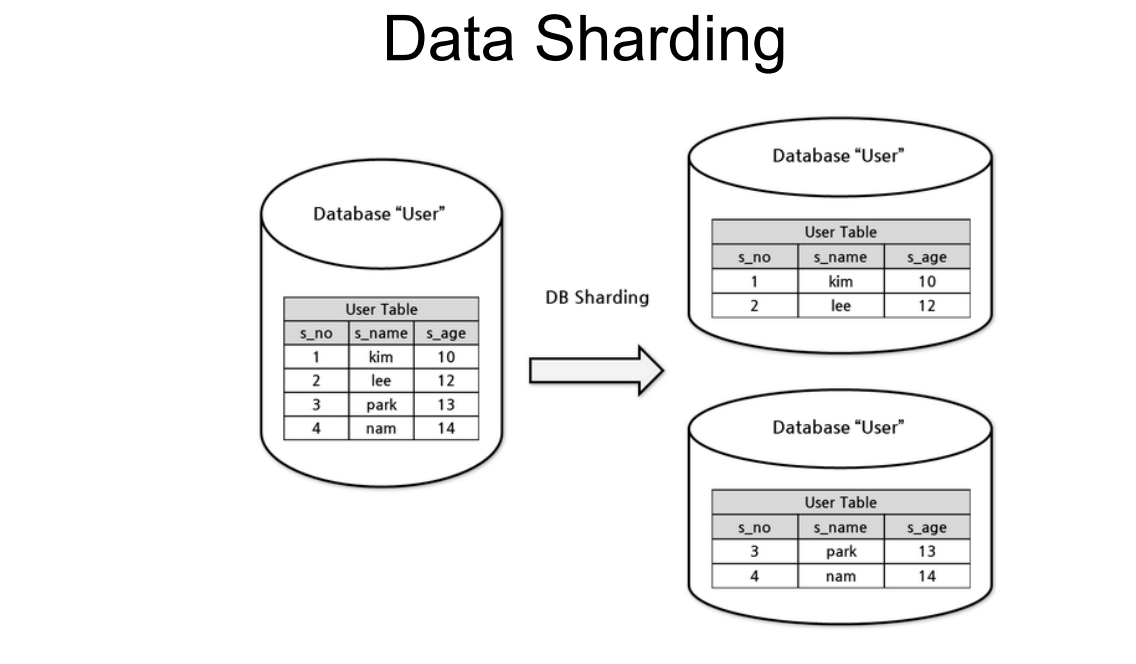 Data Sharding
Database “User”
User Table
s_no s_name s_age
1 kim 10
2 lee 12
3 park 13
4 nam 14
DB Sharding
Database “User”
User Table
s_no s_name s_age
1 kim 10
2 lee 12
Database “User”
User Table
s_no s_name s_age
3 park 13
4 nam 14